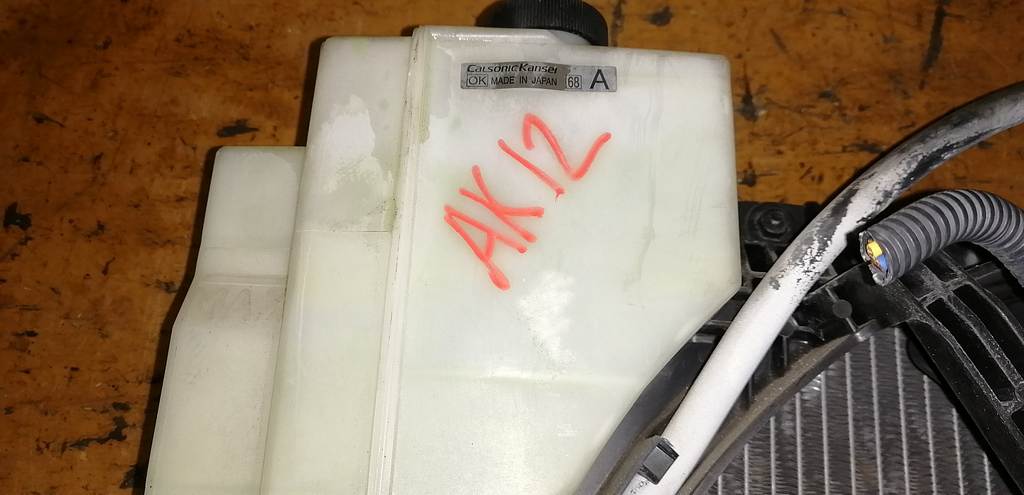 CalsonicKansei
OK MADE IN JAPAN 68 A
AK12